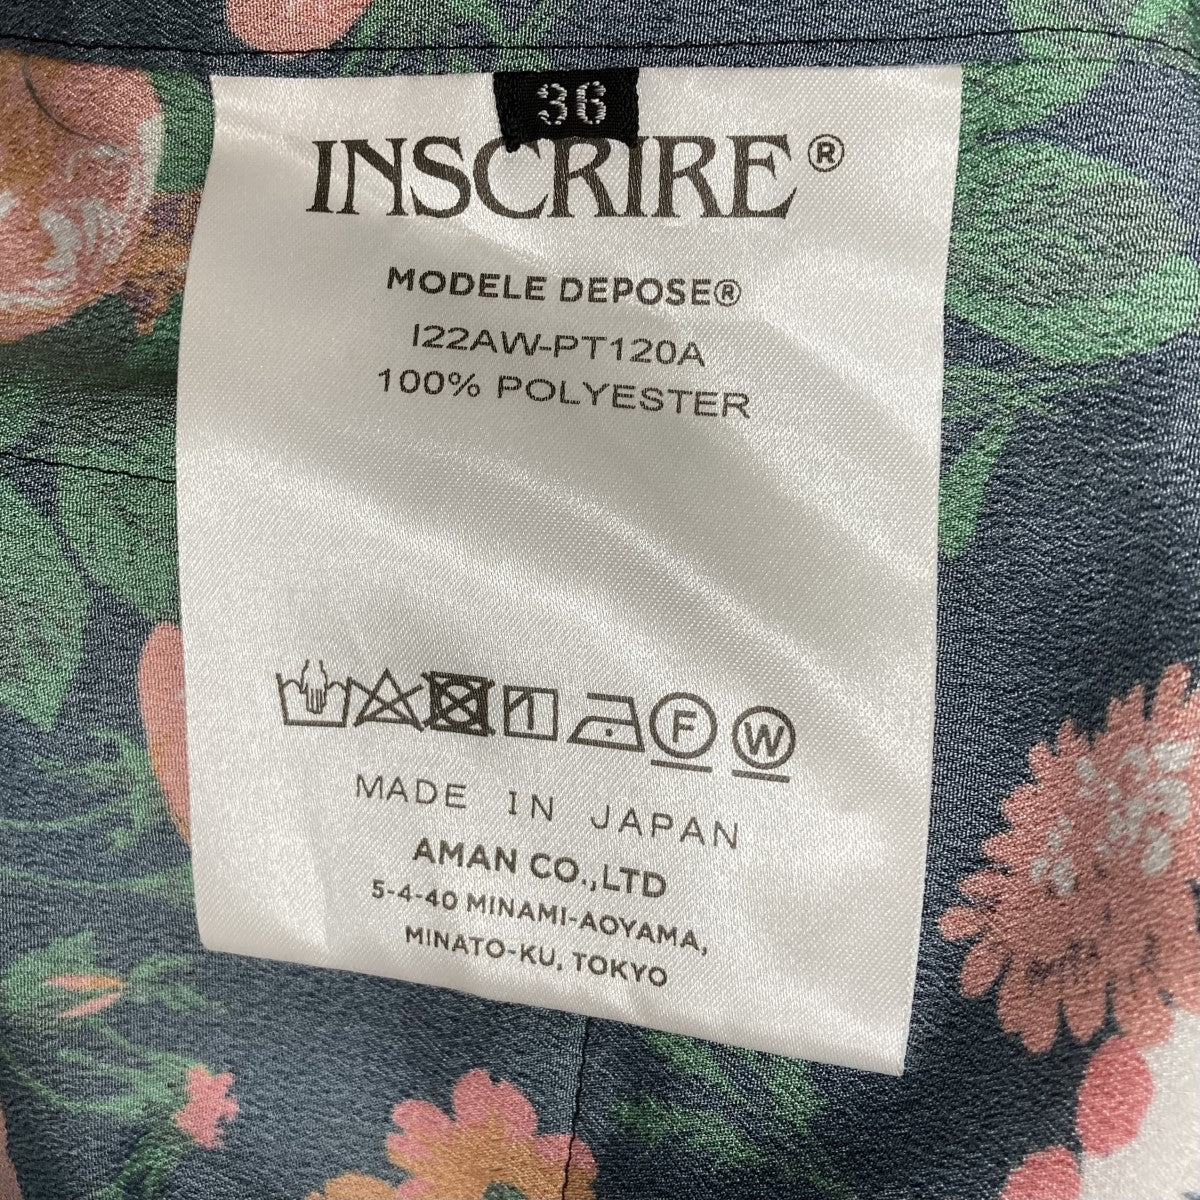 36
INSCRIRE®
MODELE DEPOSE®
I22AW-PT120A
100% POLYESTER
F W
MADE IN JAPAN
AMAN CO.,LTD
5-4-40 MINAMI-AOYAMA,
MINATO-KU, TOKYO